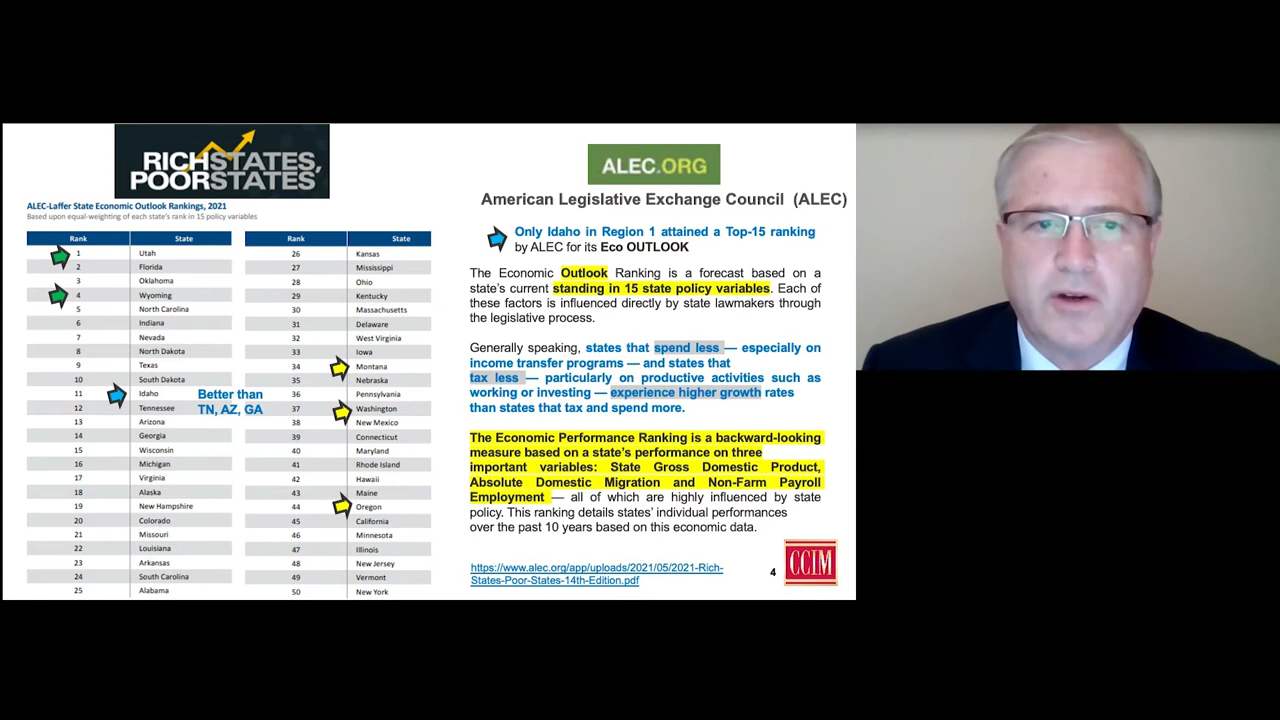 RICHSTATES,
POORSTATES
ALEC-Laffer State Economic Outlook Rankings, 2021
Based upon equal-weighting of each state's rank in 15 policy variables
Rank State
1 Utah
2 Florida
3 Oklahoma
4 Wyoming
5 North Carolina
6 Indiana
7 Nevada
8 North Dakota
9 Texas
10 South Dakota
11 Idaho
12 Tennessee
13 Arizona
14 Georgia
15 Wisconsin
16 Michigan
17 Virginia
18 Alaska
19 New Hampshire
20 Colorado
21 Missouri
22 Louisiana
23 Arkansas
24 South Carolina
25 Alabama
Better than
TN, AZ, GA
Rank State
26 Kansas
27 Mississippi
28 Ohio
29 Kentucky
30 Massachusetts
31 Delaware
32 West Virginia
33 Iowa
34 Montana
35 Nebraska
36 Pennsylvania
37 Washington
38 New Mexico
39 Connecticut
40 Maryland
41 Rhode Island
42 Hawaii
43 Maine
44 Oregon
45 California
46 Minnesota
47 Illinois
48 New Jersey
49 Vermont
50 New York
ALEC.ORG
American Legislative Exchange Council (ALEC)
Only Idaho in Region 1 attained a Top-15 ranking
by ALEC for its Eco OUTLOOK
The Economic Outlook Ranking is a forecast based on a
state's current standing in 15 state policy variables. Each of
these factors is influenced directly by state lawmakers through
the legislative process.
Generally speaking, states that spend less — especially on
income transfer programs — and states that
tax less — particularly on productive activities such as
working or investing — experience higher growth rates
than states that tax and spend more.
The Economic Performance Ranking is a backward-looking
measure based on a state's performance on three
important variables: State Gross Domestic Product,
Absolute Domestic Migration and Non-Farm Payroll
Employment — all of which are highly influenced by state
policy. This ranking details states' individual performances
over the past 10 years based on this economic data.
https://www.alec.org/app/uploads/2021/05/2021-Rich-
States-Poor-States-14th-Edition.pdf
4
CCIM